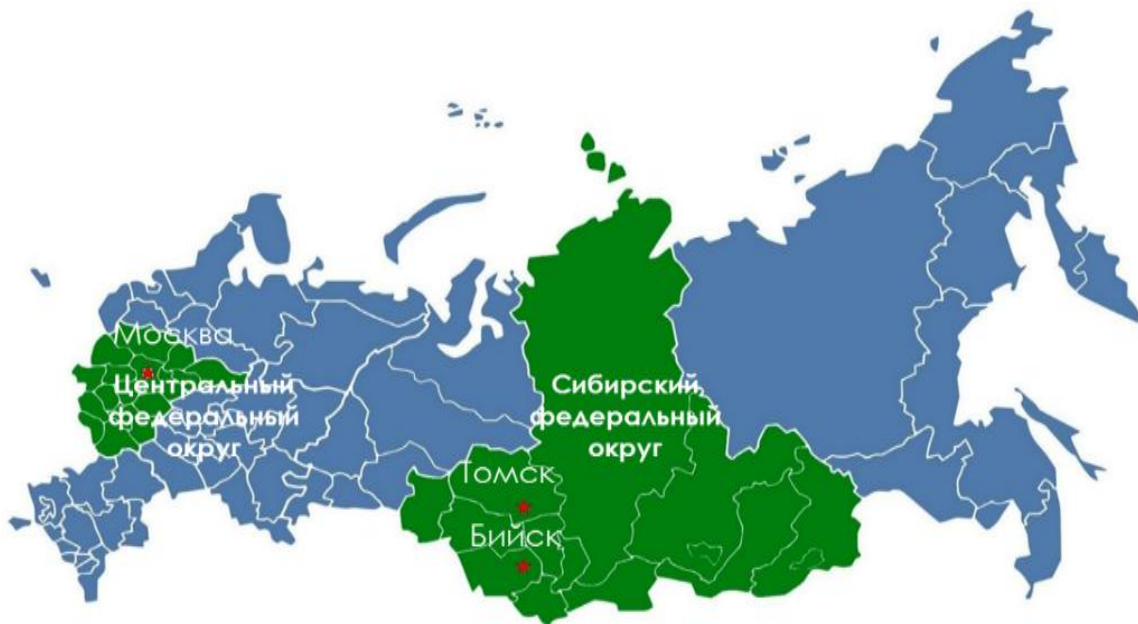 Москва
Центральный
федеральный
округ
Сибирский
федеральный
округ
Томск
Бийск